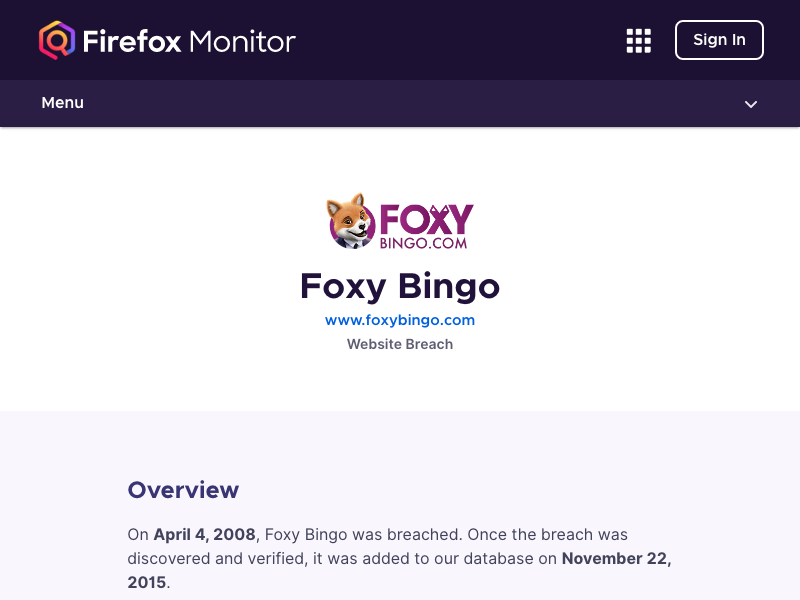 Firefox Monitor
Sign In
Menu
FOXY
BINGO.COM
Foxy Bingo
www.foxybingo.com
Website Breach
Overview
On April 4, 2008, Foxy Bingo was breached. Once the breach was
discovered and verified, it was added to our database on November 22,
2015.